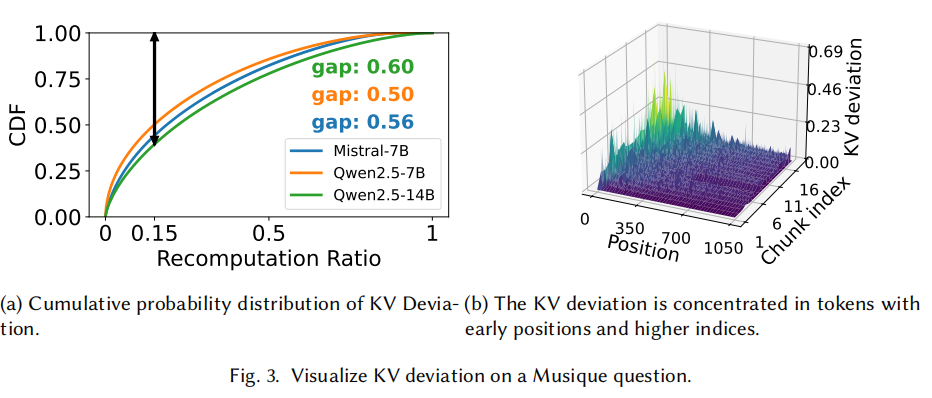 1.00
0.75
0.50
0.25
0.00
CDF
0 0.15 0.5 1
Recomputation Ratio
gap: 0.60
gap: 0.50
gap: 0.56
Mistral-7B
Qwen2.5-7B
Qwen2.5-14B
0.69
0.46
0.23
0.00
KV deviation
16
11
6
1
Chunk index
0 350 700 1050
Position
(a) Cumulative probability distribution of KV Devia-
tion.
(b) The KV deviation is concentrated in tokens with
early positions and higher indices.
Fig. 3. Visualize KV deviation on a Musique question.